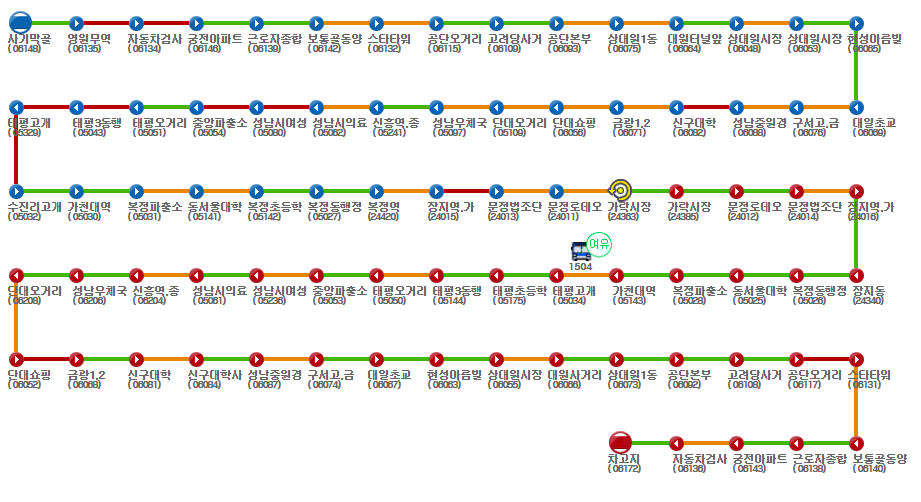 사기막골 영원무역 자동차검사 궁전아파트 근로자종합 보통골동양 스타타워 공단오거리 고려당사거 공단본부 상대원1동 대원터널앞 상대원시장 상대원시장 현성아름빌
(06148) (06135) (06134) (06146) (06139) (06142) (06132) (06115) (06109) (06093) (06075) (06064) (06048) (06053) (06065)
태평고개 태평3동행 태평오거리 중앙파출소 성남시여성 성남시의료 신흥역.종 성남우체국 단대오거리 단대쇼핑 금광1,2 신구대학 성남중원경 구서고.금 대원초교
(05329) (05043) (05051) (05054) (05080) (05062) (05241) (05097) (05109) (06056) (06071) (06082) (06088) (06076) (06069)
수진리고개 가천대역 복정파출소 동서울대학 복정초등학 복정동행정 복정역 장지역.가 문정법조단 문정로데오 가락시장 가락시장 문정로데오 문정법조단 장지역.가
(05032) (05030) (05031) (05141) (05142) (05027) (24420) (24015) (24013) (24011) (24363) (24385) (24012) (24014) (24016)
여유
1504
단대오거리 성남우체국 신흥역.종 성남시의료 성남시여성 중앙파출소 태평오거리 태평3동행 태평초등학 태평고개 가천대역 복정파출소 동서울대학 복정동행정 장지동
(06208) (06206) (06204) (05061) (05236) (05053) (05050) (05144) (05175) (05034) (05143) (05028) (05025) (05026) (24340)
단대쇼핑 금광1,2 신구대학 신구대학사 성남중원경 구서고.금 대원초교 현성아름빌 상대원시장 대원사거리 상대원1동 공단본부 고려당사거 공단오거리 스타타워
(06052) (06068) (06081) (06084) (06087) (06074) (06067) (06063) (06055) (06066) (06073) (06092) (06108) (06117) (06131)
차고지 자동차검사 궁전아파트 근로자종합 보통골동양
(06172) (06136) (06143) (06138) (06140)